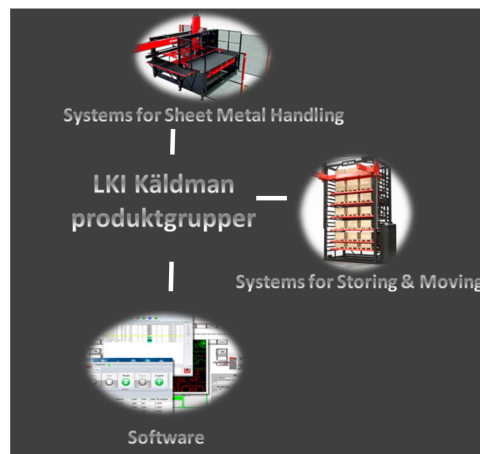 Systems for Sheet Metal Handling
LKI Käldman
produktgrupper
Systems for Storing & Moving
Software